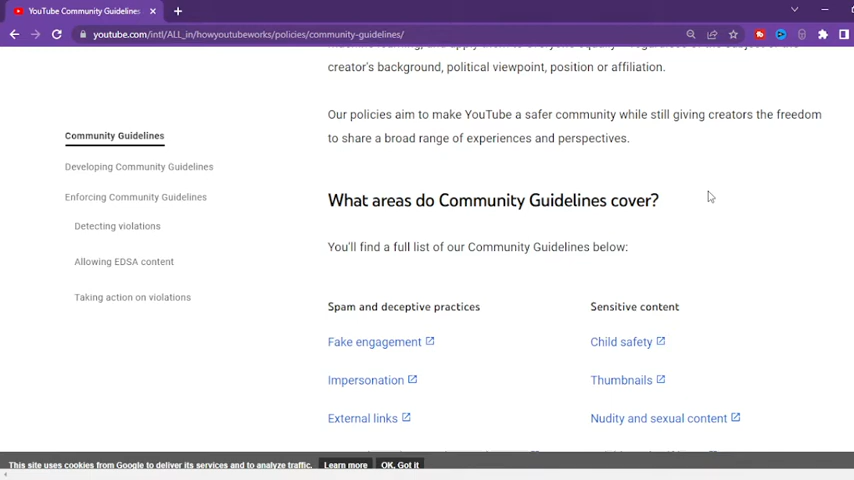 YouTube Community Guidelines
youtube.com/intl/ALL_in/howyoutubeworks/policies/community-guidelines/
creator's background, political viewpoint, position or affiliation.
Our policies aim to make YouTube a safer community while still giving creators the freedom
to share a broad range of experiences and perspectives.
Community Guidelines
Developing Community Guidelines
Enforcing Community Guidelines
Detecting violations
Allowing EDSA content
Taking action on violations
What areas do Community Guidelines cover?
You'll find a full list of our Community Guidelines below:
Spam and deceptive practices
Fake engagement
Impersonation
External links
Sensitive content
Child safety
Thumbnails
Nudity and sexual content
This site uses cookies from Google to deliver its services and to analyze traffic.
Learn more
OK, Got it